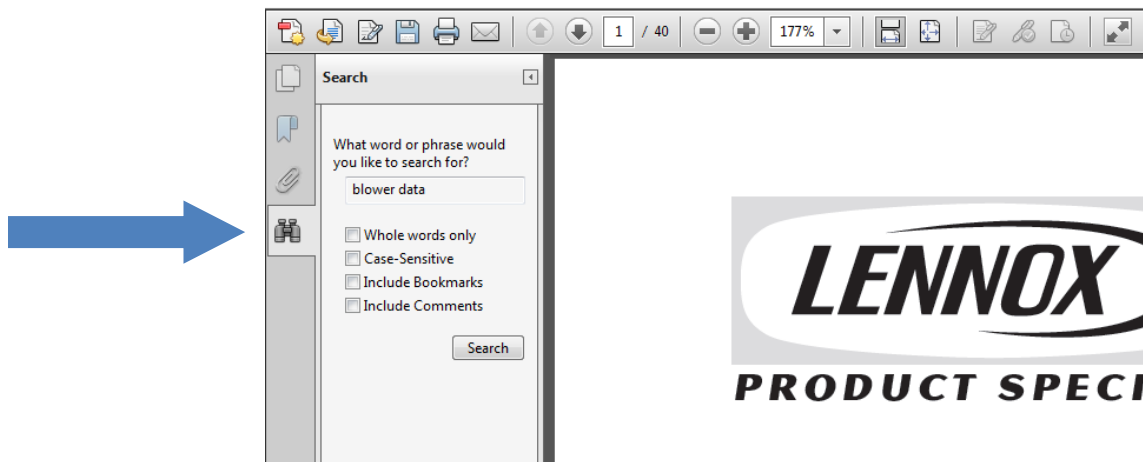 1 / 40 177%
Search
What word or phrase would
you like to search for?
blower data
Whole words only
Case-Sensitive
Include Bookmarks
Include Comments
Search
LENNOX
PRODUCT SPECI